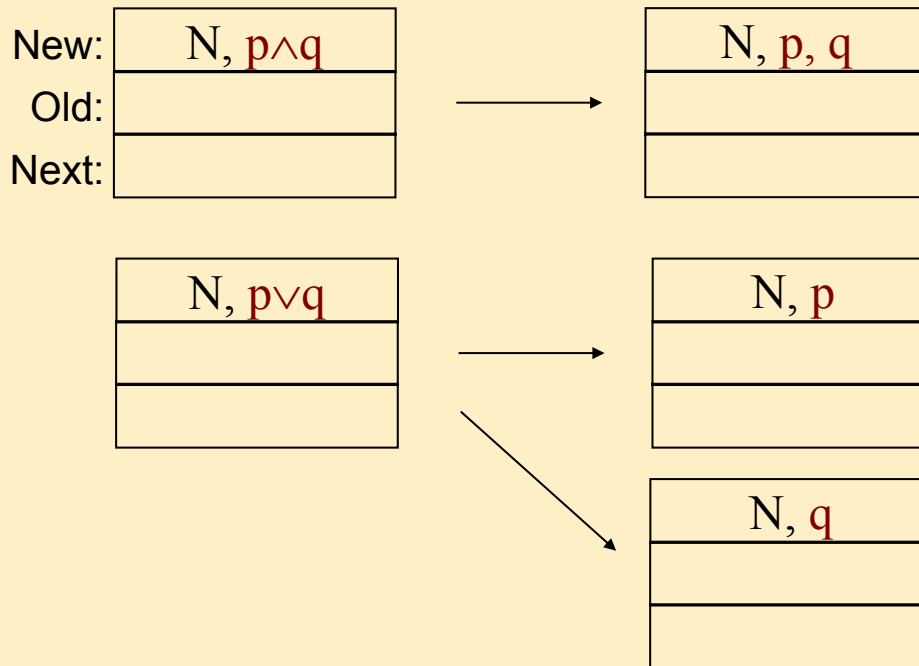 New: N, p∧q N, p, q
Old:
Next:
N, p∨q N, p
N, q